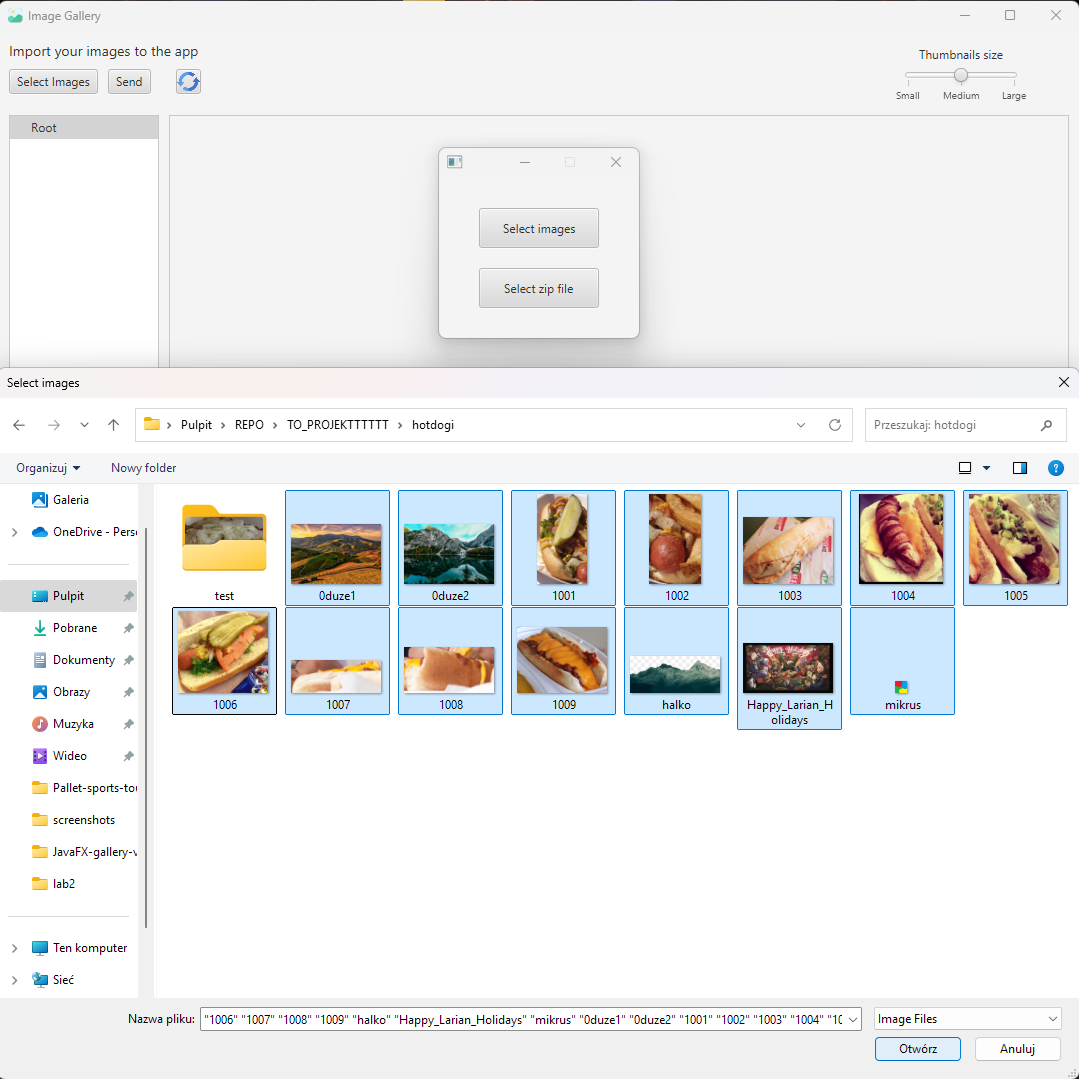 Image Gallery
Import your images to the app
Select Images
Send
Thumbnails size
Small
Medium
Large
Root
Select images
Select zip file
Select images
Pulpit
REPO
TO_PROJEKTTTTTT
hotdogi
Przeszukaj: hotdogi
Organizuj
Nowy folder
Galeria
OneDrive - Perso
Pulpit
Pobrane
Dokumenty
Obrazy
Muzyka
Wideo
Pallet-sports-tou
screenshots
JavaFX-gallery-v
lab2
Ten komputer
Sieć
test
0duze1
0duze2
1001
1002
1003
1004
1005
1006
1007
1008
1009
halko
Happy_Larian_H
olidays
mikrus
Nazwa pliku:
"1006" "1007" "1008" "1009" "halko" "Happy_Larian_Holidays" "mikrus" "0duze1" "0duze2" "1001" "1002" "1003" "1004" "10
Image Files
Otwórz
Anuluj